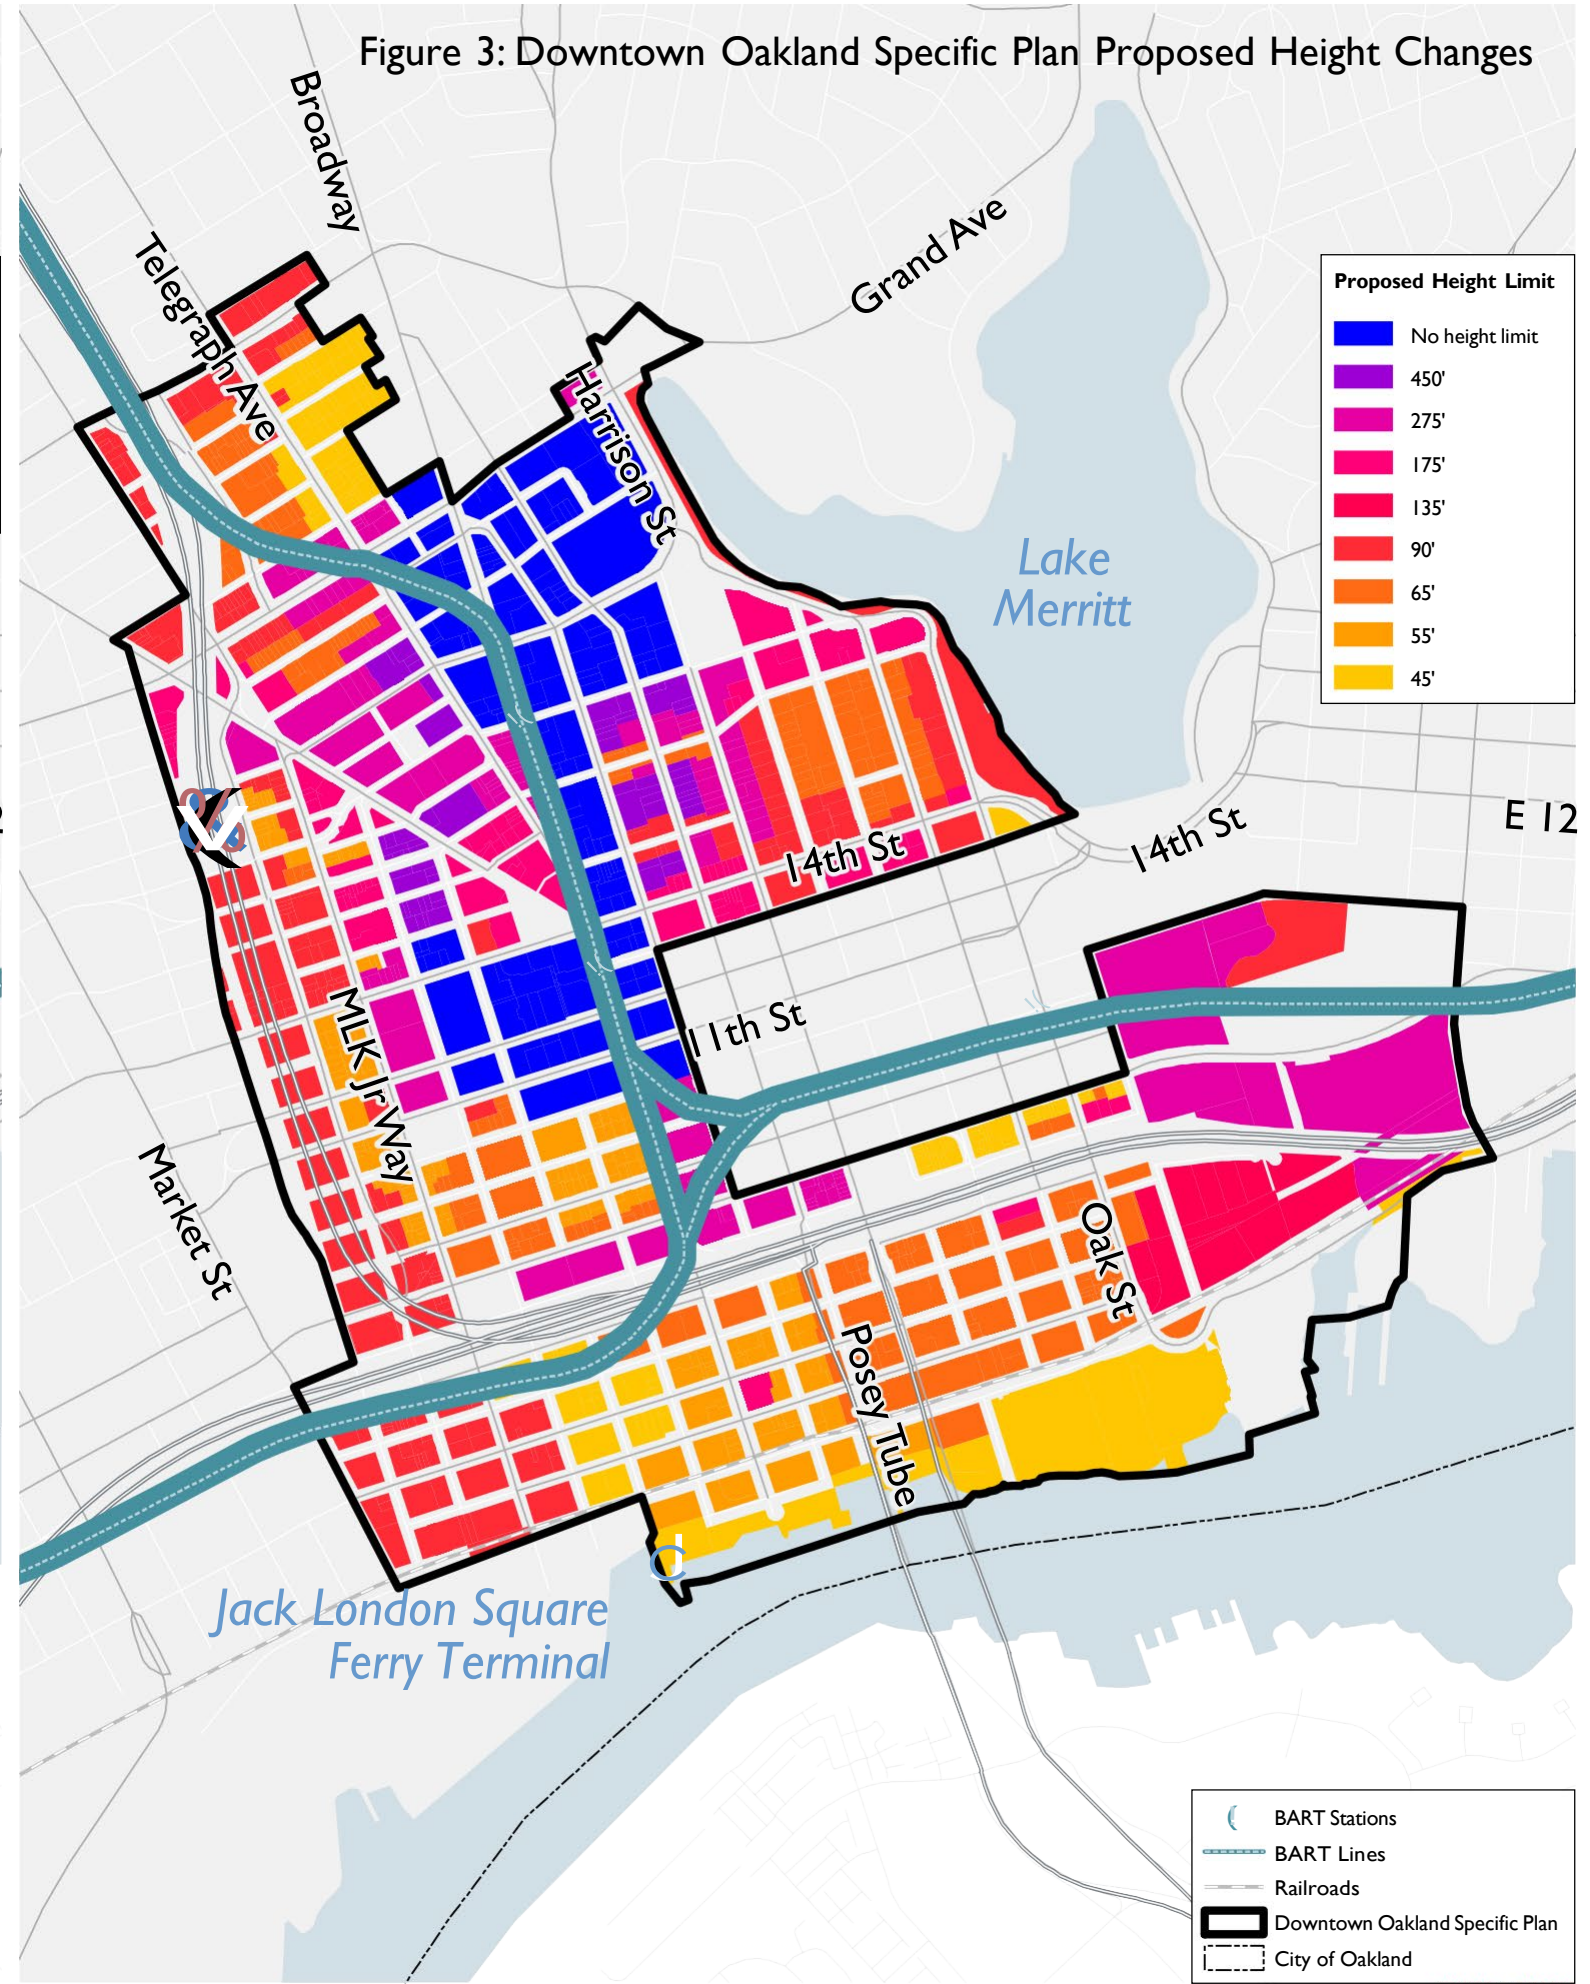 Figure 3: Downtown Oakland Specific Plan Proposed Height Changes
Broadway
Telegraph Ave
Grand Ave
Harrison St
Proposed Height Limit
No height limit
450'
275'
175'
135'
90'
65'
55'
45'
Lake
Merritt
14th St
14th St
E 12
11th St
MLK Jr Way
Market St
Oak St
Posey Tube
Jack London Square
Ferry Terminal
BART Stations
BART Lines
Railroads
Downtown Oakland Specific Plan
City of Oakland